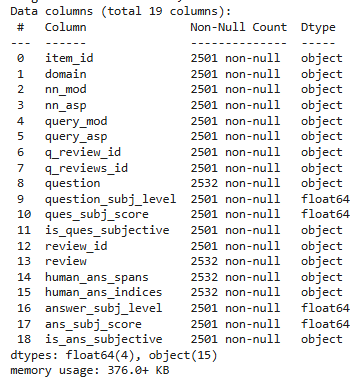 Data columns (total 19 columns):
 #   Column               Non-Null Count  Dtype
---  ------               --------------  -----
 0   item_id              2501 non-null   object
 1   domain               2501 non-null   object
 2   nn_mod               2501 non-null   object
 3   nn_asp               2501 non-null   object
 4   query_mod            2501 non-null   object
 5   query_asp            2501 non-null   object
 6   q_review_id          2501 non-null   object
 7   q_reviews_id         2501 non-null   object
 8   question             2532 non-null   object
 9   question_subj_level  2501 non-null   float64
 10  ques_subj_score      2501 non-null   float64
 11  is_ques_subjective   2501 non-null   object
 12  review_id            2501 non-null   object
 13  review               2532 non-null   object
 14  human_ans_spans      2532 non-null   object
 15  human_ans_indices    2532 non-null   object
 16  answer_subj_level    2501 non-null   float64
 17  ans_subj_score       2501 non-null   float64
 18  is_ans_subjective    2501 non-null   object
dtypes: float64(4), object(15)
memory usage: 376.0+ KB